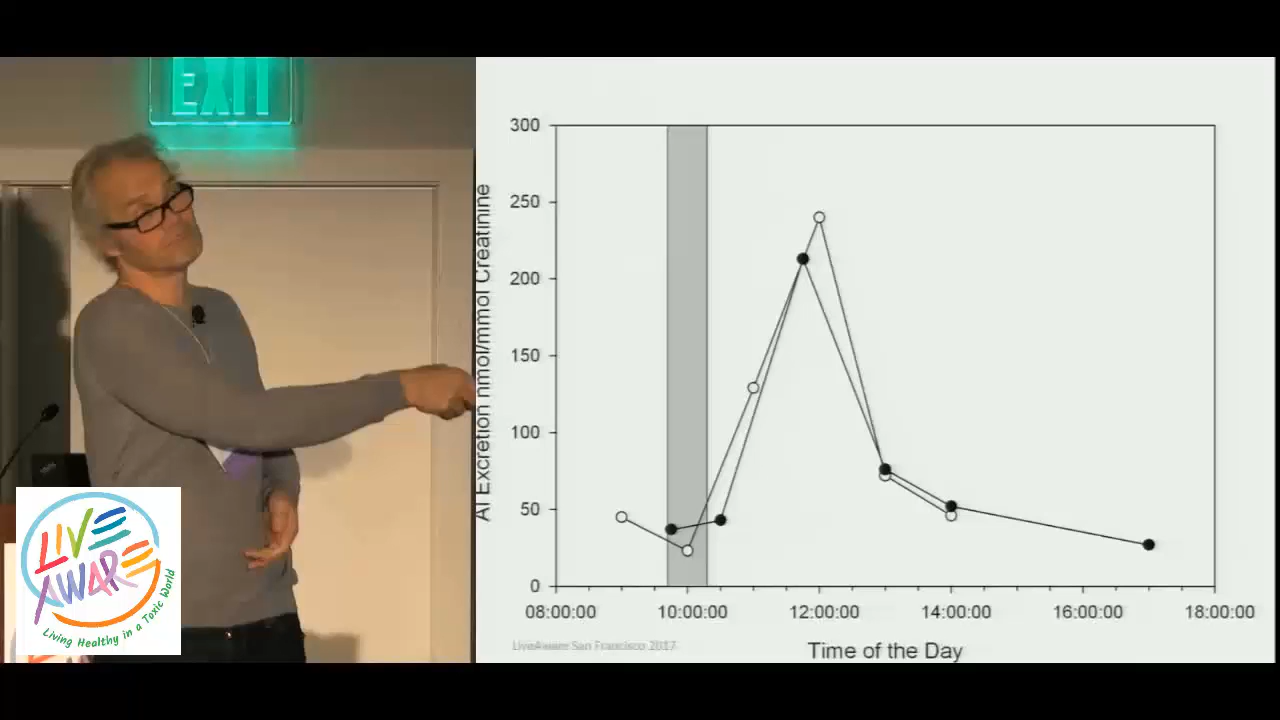 EXIT
LIVE
AWARE
Living Healthy in a Toxic World
300
250
200
150
100
50
0
Al Excretion nmol/mmol Creatinine
08:00:00
10:00:00
12:00:00
14:00:00
16:00:00
18:00:00
Time of the Day
LiveAware San Francisco 2017